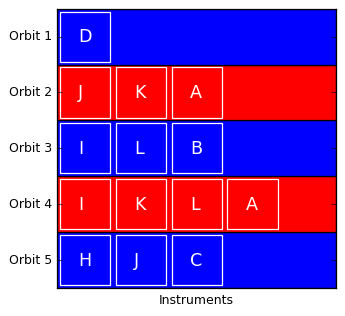 Orbit 1 D
Orbit 2 J K A
Orbit 3 I L B
Orbit 4 I K L A
Orbit 5 H J C
Instruments